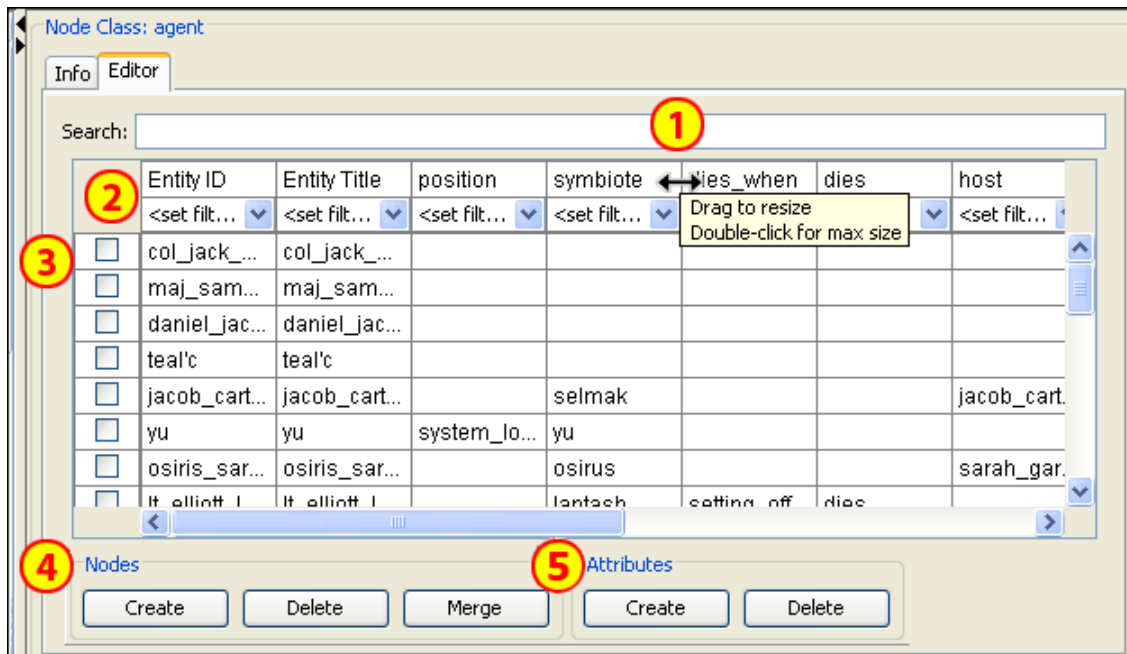 Node Class: agent
Info Editor
1
Search:
2 Entity ID Entity Title position symbiote dies_when dies host
<set filt... <set filt... <set filt... <set filt... <set filt...
Drag to resize
Double-click for max size
3 col_jack_... col_jack_...
maj_sam... maj_sam...
daniel_jac... daniel_jac...
teal'c teal'c
jacob_cart... jacob_cart... selmak jacob_cart.
yu yu system_lo... yu
osiris_sar... osiris_sar... osirus sarah_gar.
lt_elliott_l lt_elliott_l lantash setting_off dies
4 Nodes 5 Attributes
Create Delete Merge Create Delete